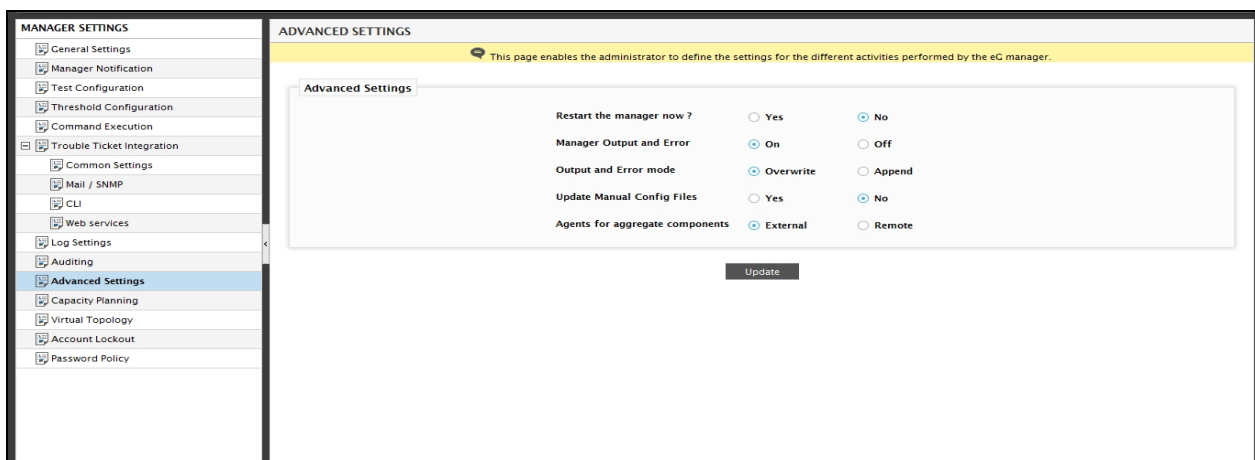 MANAGER SETTINGS
General Settings
Manager Notification
Test Configuration
Threshold Configuration
Command Execution
Trouble Ticket Integration
Common Settings
Mail / SNMP
CLI
Web services
Log Settings
Auditing
Advanced Settings
Capacity Planning
Virtual Topology
Account Lockout
Password Policy
ADVANCED SETTINGS
This page enables the administrator to define the settings for the different activities performed by the eG manager.
Advanced Settings
Restart the manager now ? Yes No
Manager Output and Error On Off
Output and Error mode Overwrite Append
Update Manual Config Files Yes No
Agents for aggregate components External Remote
Update